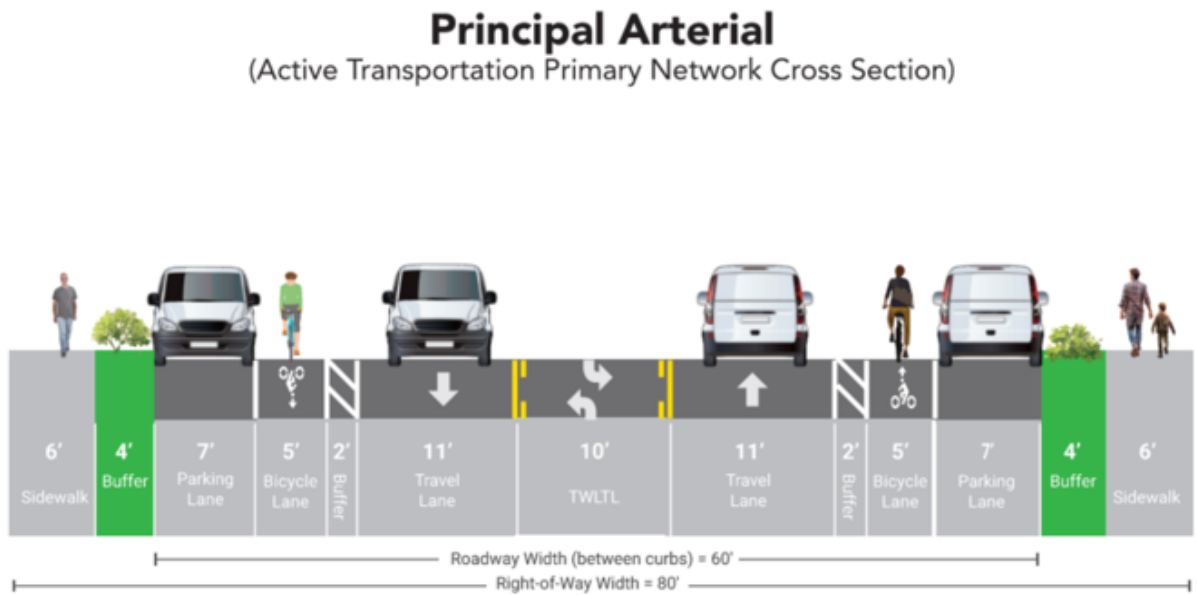 Principal Arterial
(Active Transportation Primary Network Cross Section)
6′ 4′ 7′ 5′ 2′ 11′ 10′ 11′ 2′ 5′ 7′ 4′ 6′
Sidewalk
Buffer
Parking
Lane
Bicycle
Lane
Buffer
Travel
Lane
TWLTL
Travel
Lane
Buffer
Bicycle
Lane
Parking
Lane
Buffer
Sidewalk
Roadway Width (between curbs) = 60′
Right-of-Way Width = 80′